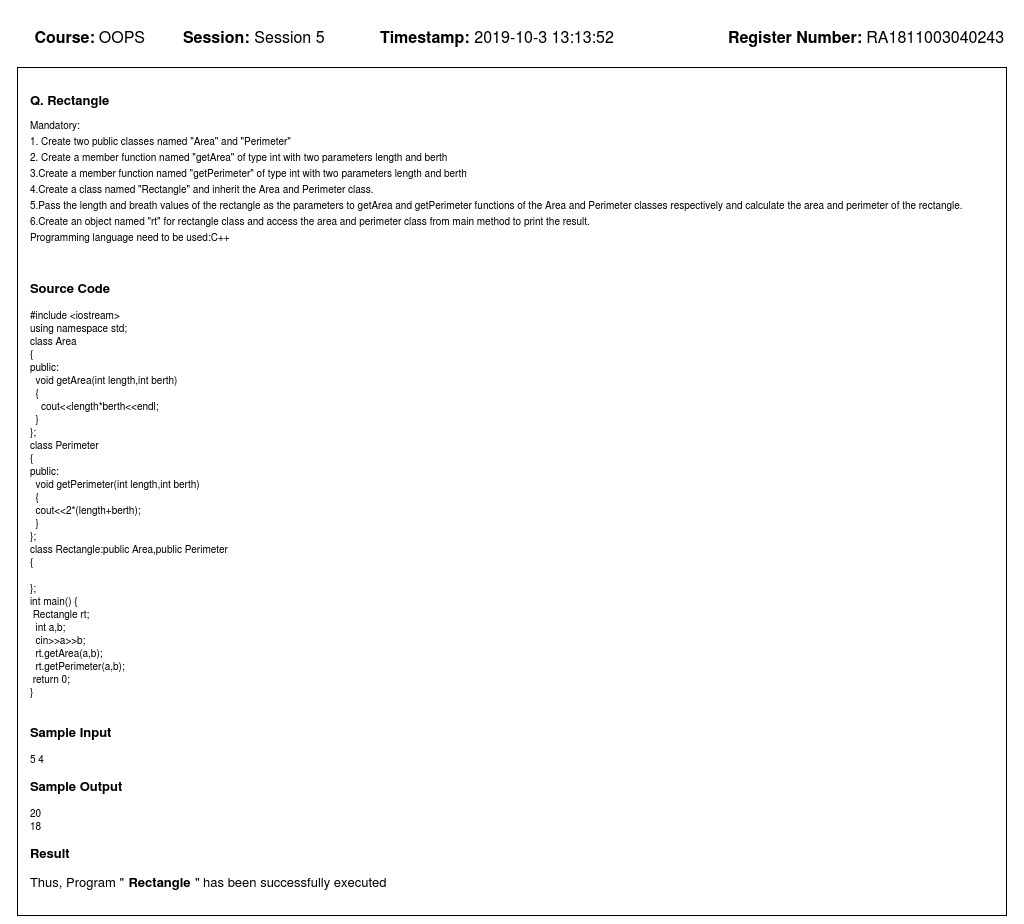 Course: OOPS Session: Session 5 Timestamp: 2019-10-3 13:13:52 Register Number: RA1811003040243
Q. Rectangle
Mandatory:
1. Create two public classes named "Area" and "Perimeter"
2. Create a member function named "getArea" of type int with two parameters length and berth
3.Create a member function named "getPerimeter" of type int with two parameters length and berth
4.Create a class named "Rectangle" and inherit the Area and Perimeter class.
5.Pass the length and breath values of the rectangle as the parameters to getArea and getPerimeter functions of the Area and Perimeter classes respectively and calculate the area and perimeter of the rectangle.
6.Create an object named "rt" for rectangle class and access the area and perimeter class from main method to print the result.
Programming language need to be used:C++
Source Code
#include <iostream>
using namespace std;
class Area
{
public:
void getArea(int length,int berth)
{
cout<<length*berth<<endl;
}
};
class Perimeter
{
public:
void getPerimeter(int length,int berth)
{
cout<<2*(length+berth);
}
};
class Rectangle:public Area,public Perimeter
{
};
int main() {
Rectangle rt;
int a,b;
cin>>a>>b;
rt.getArea(a,b);
rt.getPerimeter(a,b);
return 0;
}
Sample Input
5 4
Sample Output
20
18
Result
Thus, Program " Rectangle " has been successfully executed